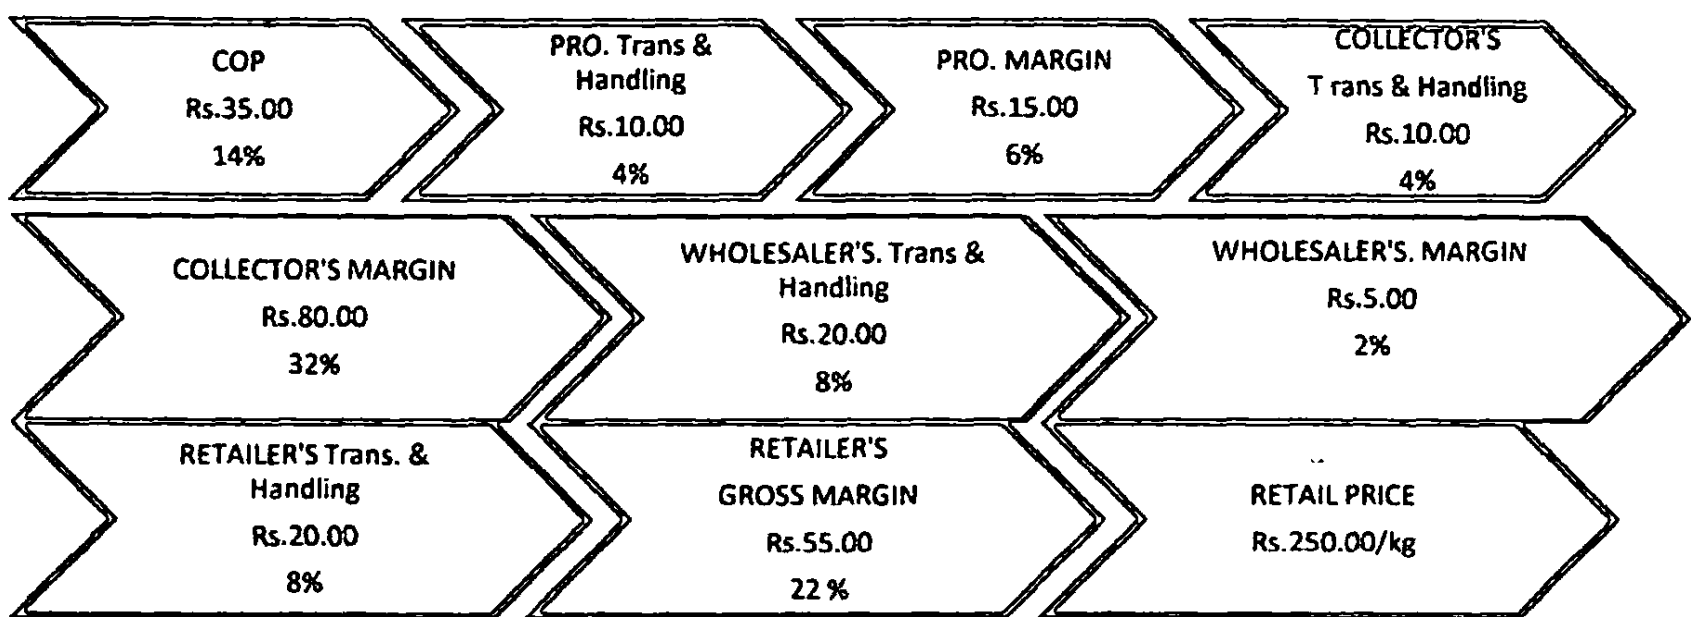 COP
Rs.35.00
14%
PRO. Trans &
Handling
Rs.10.00
4%
PRO. MARGIN
Rs.15.00
6%
COLLECTOR'S
T rans & Handling
Rs.10.00
4%
COLLECTOR'S MARGIN
Rs.80.00
32%
WHOLESALER'S. Trans &
Handling
Rs.20.00
8%
WHOLESALER'S. MARGIN
Rs.5.00
2%
RETAILER'S Trans. &
Handling
Rs.20.00
8%
RETAILER'S
GROSS MARGIN
Rs.55.00
22 %
RETAIL PRICE
Rs.250.00/kg